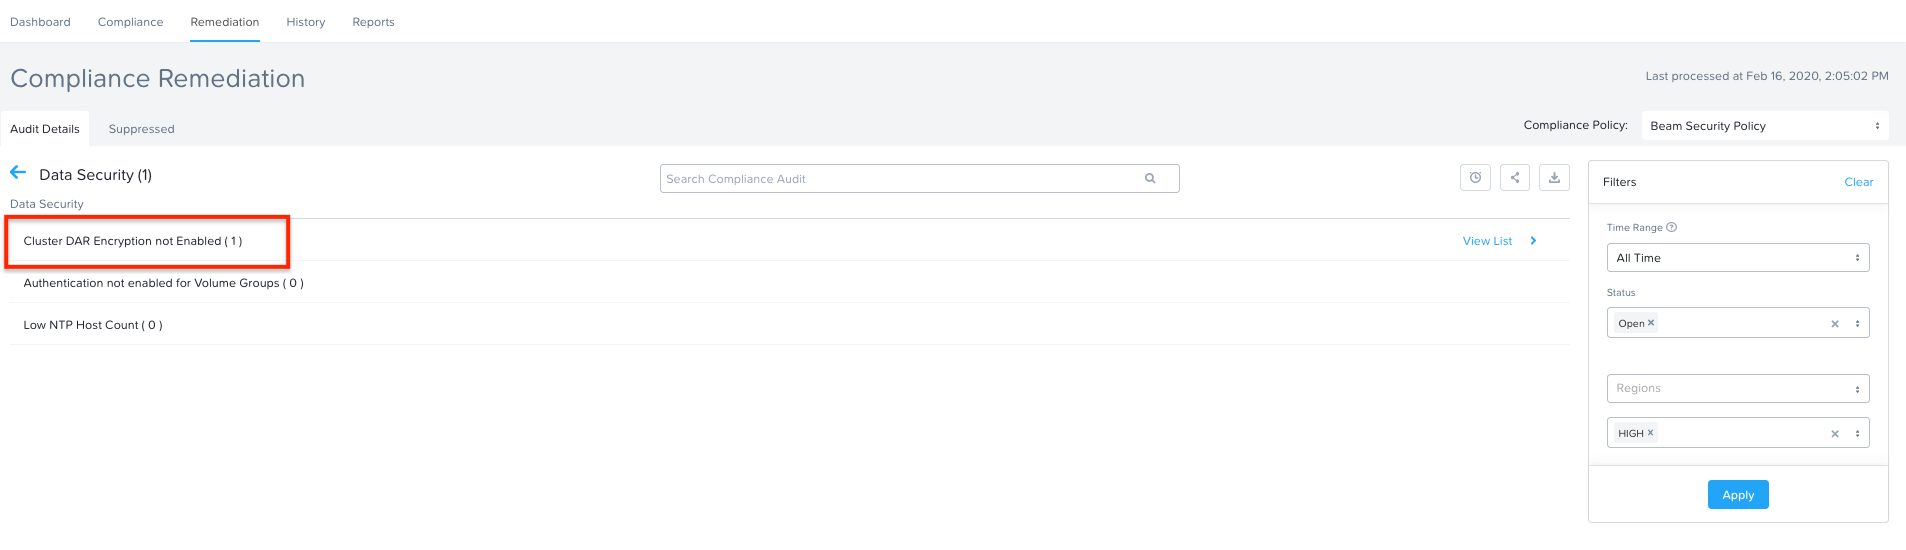 Dashboard Compliance Remediation History Reports
Compliance Remediation
Last processed at Feb 16, 2020, 2:05:02 PM
Audit Details Suppressed
Compliance Policy: Beam Security Policy
Data Security (1)
Search Compliance Audit
Data Security
Cluster DAR Encryption not Enabled ( 1 )
View List
Authentication not enabled for Volume Groups ( 0 )
Low NTP Host Count ( 0 )
Filters Clear
Time Range
All Time
Status
Open
Regions
HIGH
Apply